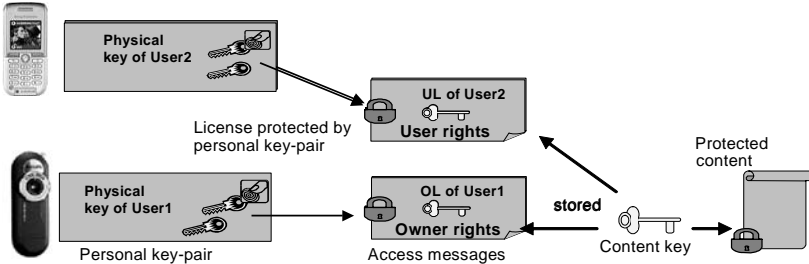 Physical
key of User2
UL of User2
User rights
License protected by
personal key-pair
Protected
content
Physical
key of User1
OL of User1
Owner rights
stored
Content key
Personal key-pair
Access messages